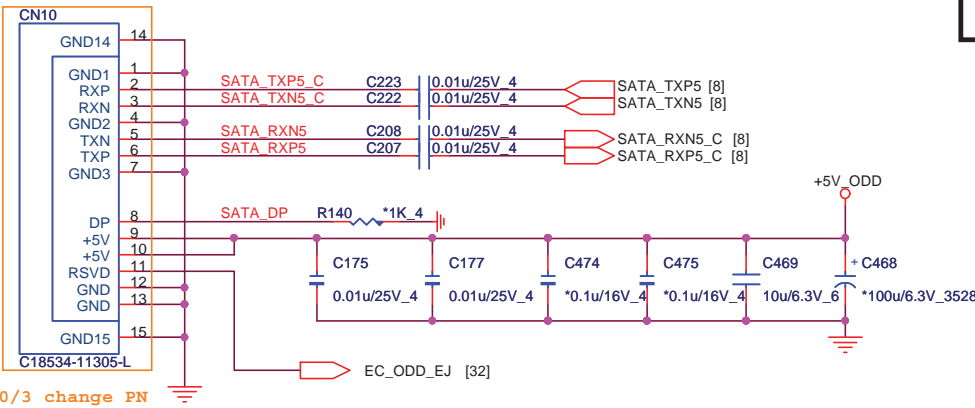 CN10
GND14 14
GND1 1
RXP 2 SATA_TXP5_C C223 0.01u/25V_4 SATA_TXP5 [8]
RXN 3 SATA_TXN5_C C222 0.01u/25V_4 SATA_TXN5 [8]
GND2 4
TXN 5 SATA_RXN5 C208 0.01u/25V_4 SATA_RXN5_C [8]
TXP 6 SATA_RXP5 C207 0.01u/25V_4 SATA_RXP5_C [8]
GND3 7
+5V_ODD
DP 8 SATA_DP R140 *1K_4
+5V 9
+5V 10
RSVD 11
GND 12
GND 13
C175 C177 C474 C475 C469 + C468
0.01u/25V_4 0.01u/25V_4 *0.1u/16V_4 *0.1u/16V_4 10u/6.3V_6 *100u/6.3V_3528
GND15 15
C18534-11305-L
EC_ODD_EJ [32]
0/3 change PN